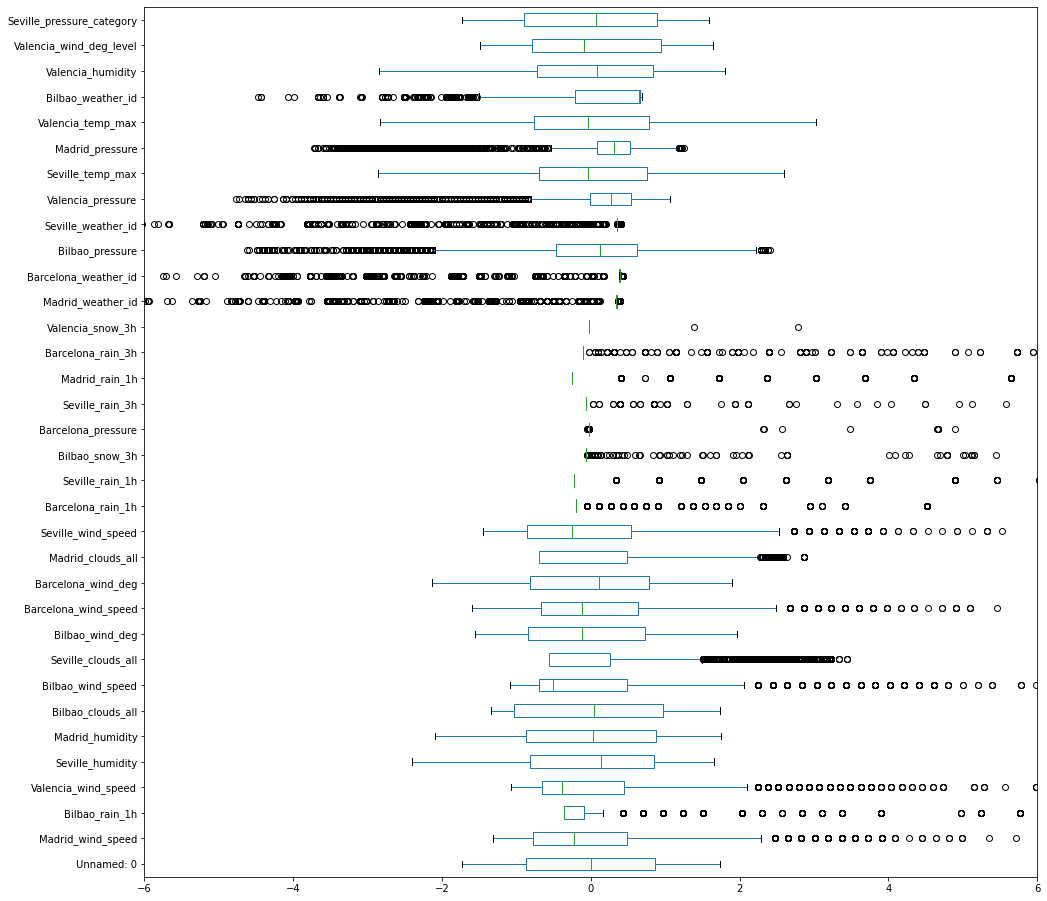 Seville_pressure_category
Valencia_wind_deg_level
Valencia_humidity
Bilbao_weather_id
Valencia_temp_max
Madrid_pressure
Seville_temp_max
Valencia_pressure
Seville_weather_id
Bilbao_pressure
Barcelona_weather_id
Madrid_weather_id
Valencia_snow_3h
Barcelona_rain_3h
Madrid_rain_1h
Seville_rain_3h
Barcelona_pressure
Bilbao_snow_3h
Seville_rain_1h
Barcelona_rain_1h
Seville_wind_speed
Madrid_clouds_all
Barcelona_wind_deg
Barcelona_wind_speed
Bilbao_wind_deg
Seville_clouds_all
Bilbao_wind_speed
Bilbao_clouds_all
Madrid_humidity
Seville_humidity
Valencia_wind_speed
Bilbao_rain_1h
Madrid_wind_speed
Unnamed: 0
−6 −4 −2 0 2 4 6